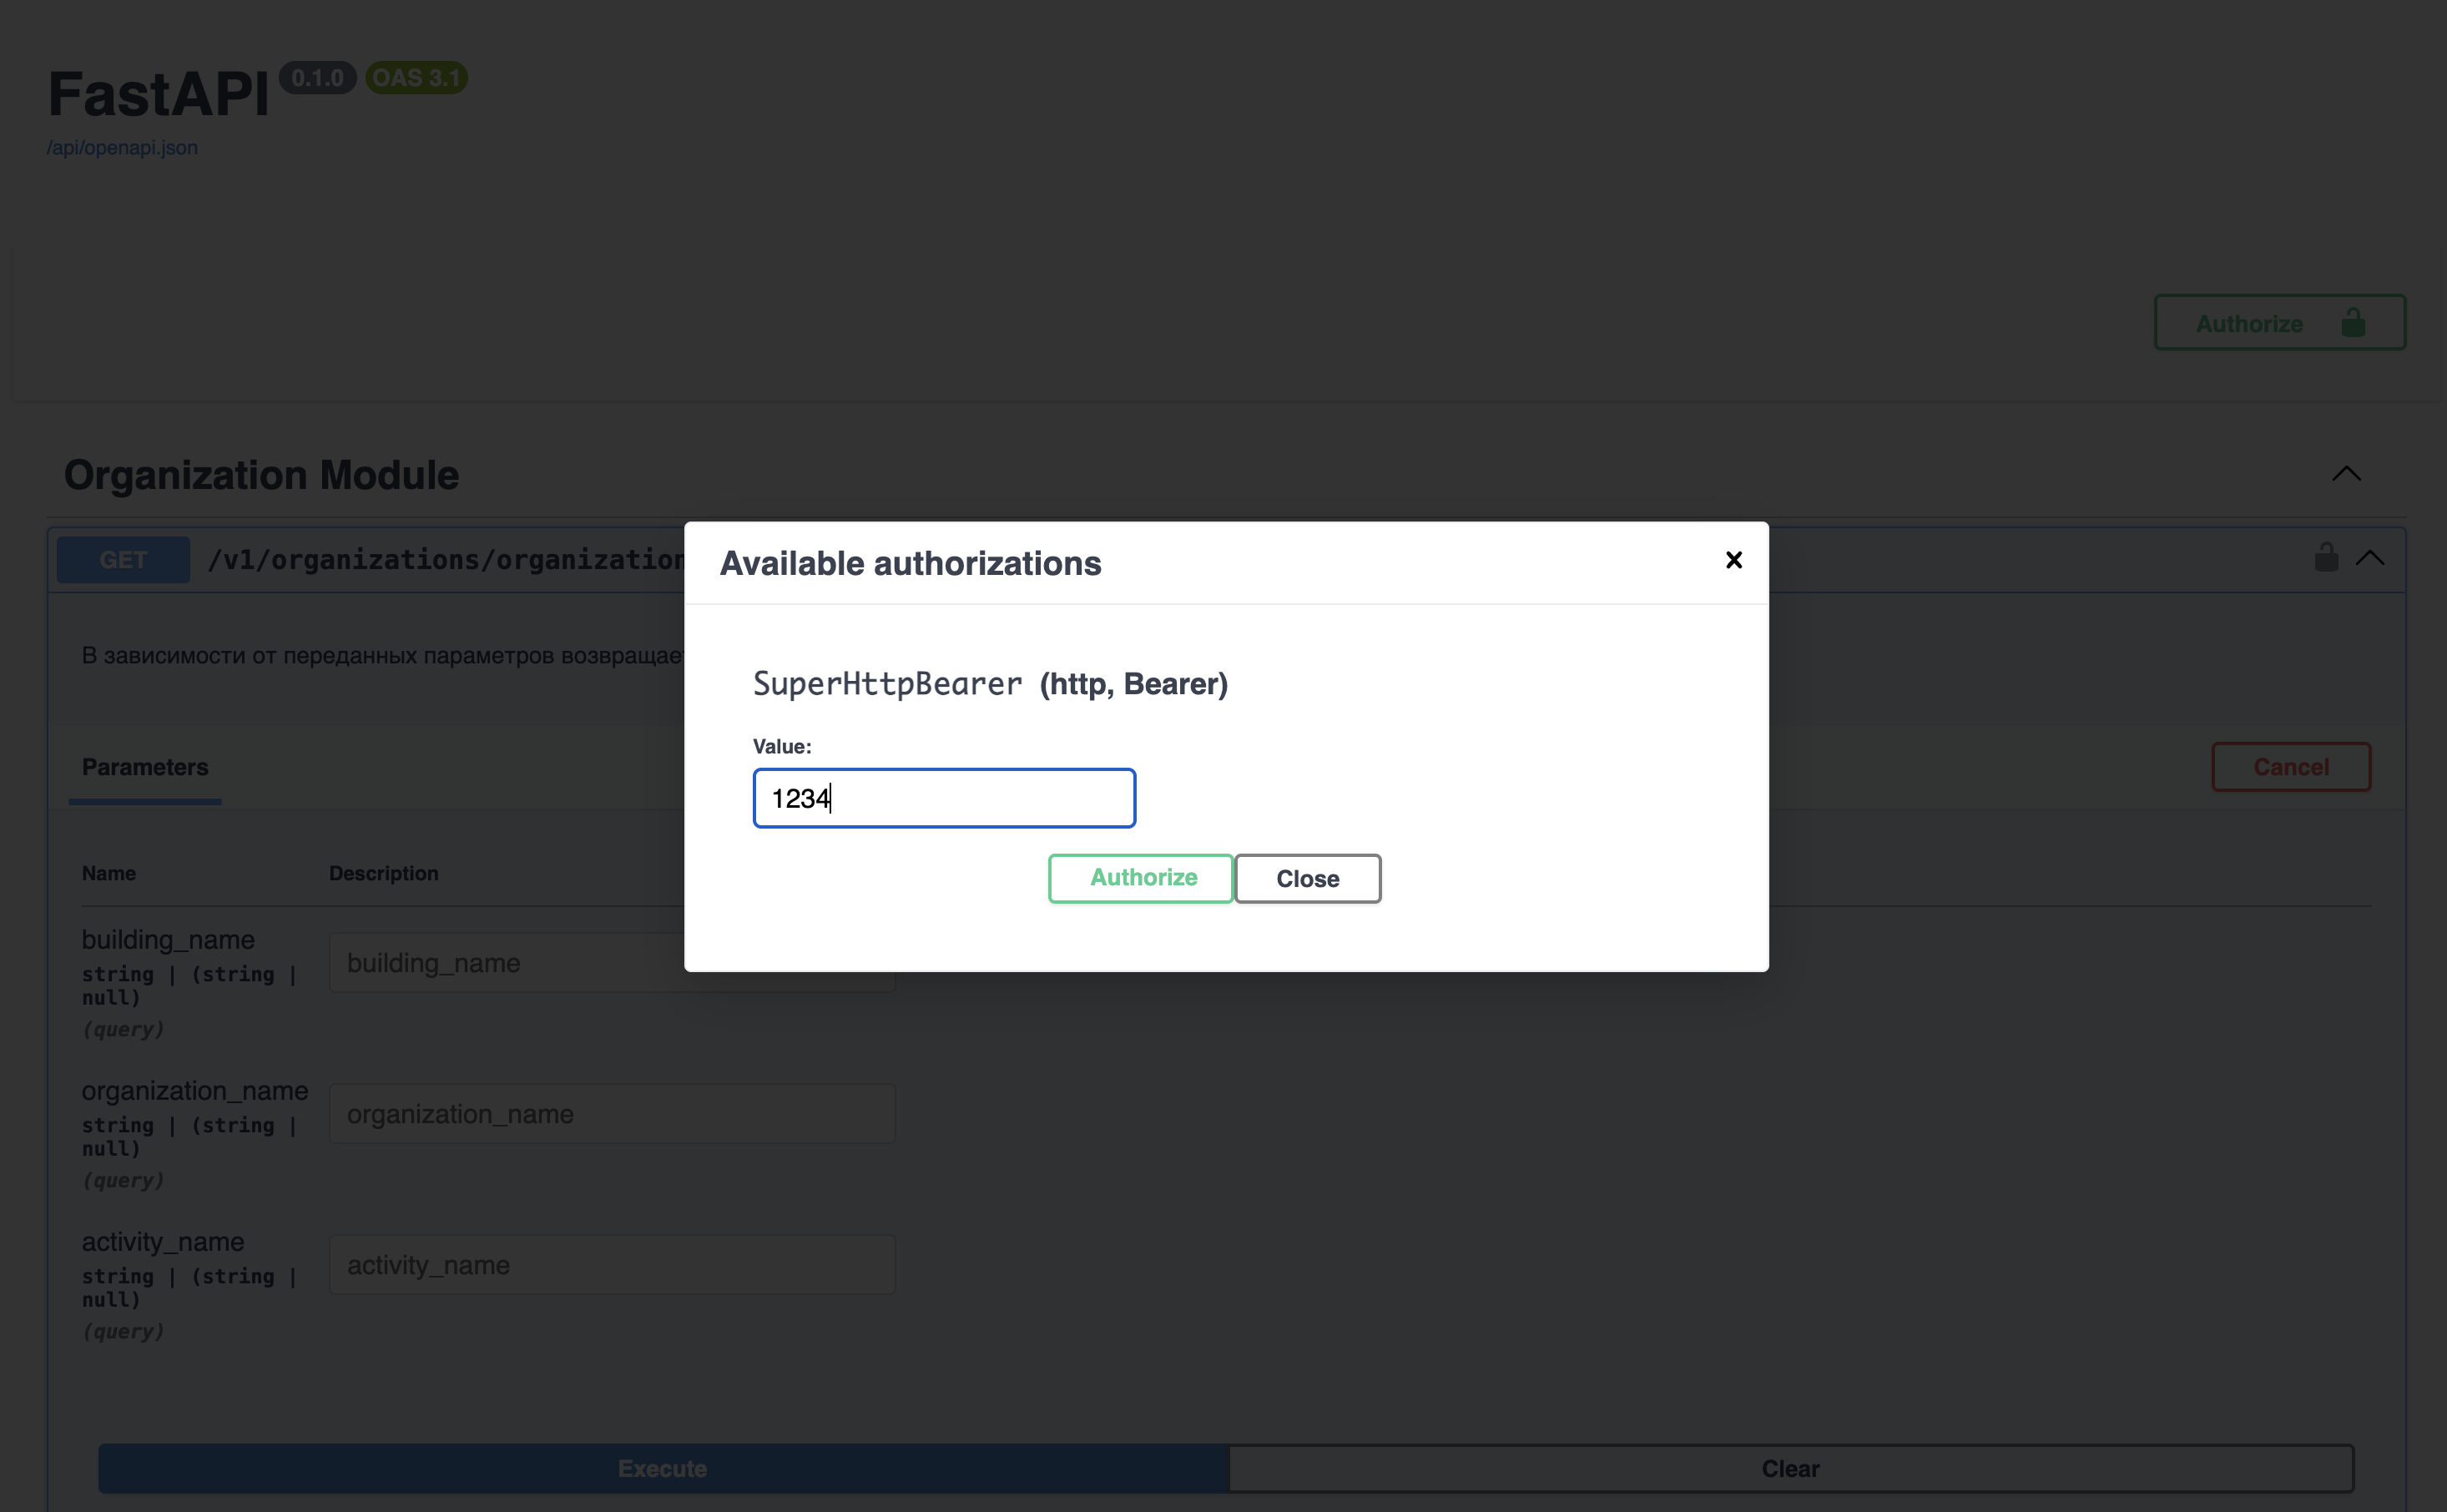 FastAPI 0.1.0 OAS 3.1
/api/openapi.json
Authorize
Organization Module
GET /v1/organizations/organization
В зависимости от переданных параметров возвращае
Available authorizations
SuperHttpBearer (http, Bearer)
Value:
1234
Authorize Close
Parameters
Cancel
Name Description
building_name
string | (string |
null)
(query)
building_name
organization_name
string | (string |
null)
(query)
organization_name
activity_name
string | (string |
null)
(query)
activity_name
Execute Clear